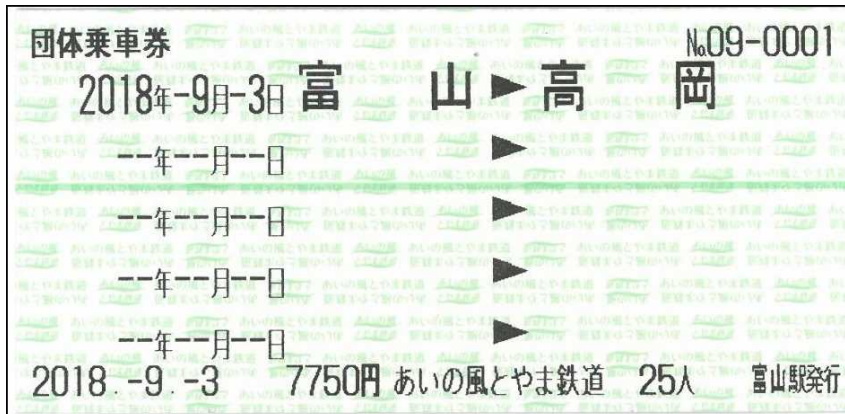 団体乗車券 №09-0001
2018年-9月-3日 富山▶高岡
--年--月--日 ▶
--年--月--日 ▶
--年--月--日 ▶
--年--月--日 ▶
2018.-9.-3 7750円 あいの風とやま鉄道 25人 富山駅発行